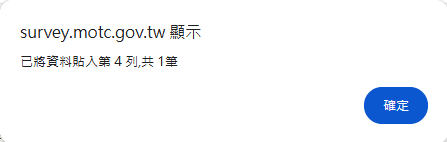 survey.motc.gov.tw 顯示
已將資料貼入第 4 列,共 1筆
確定